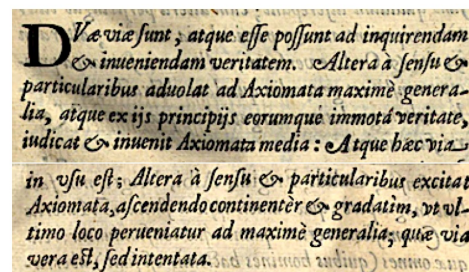 DVæ viæ sunt, atque esse possunt ad inquirendam
& inueniendam veritatem. Altera à sensu &
particularibus aduolat ad Axiomata maximè genera-
lia, atque ex ijs principijs eorumque immotá veritate,
iudicat & inuenit Axiomata media: Atque hæc via
in vsu est; Altera à sensu & particularibus excitat
Axiomata, ascendendo continentèr & gradatim, vt vl-
timo loco perueniatur ad maximè generalia; quæ via
vera est, sed intentata.